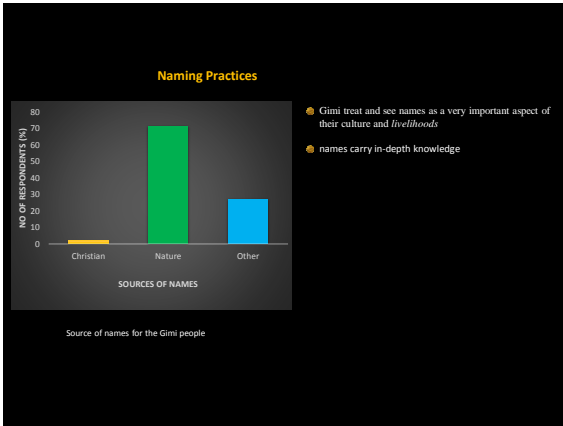 Naming Practices
80
70
60
50
40
30
20
10
0
NO OF RESPONDENTS (%)
Christian
Nature
Other
SOURCES OF NAMES
Source of names for the Gimi people
Gimi treat and see names as a very important aspect of
their culture and livelihoods
names carry in-depth knowledge